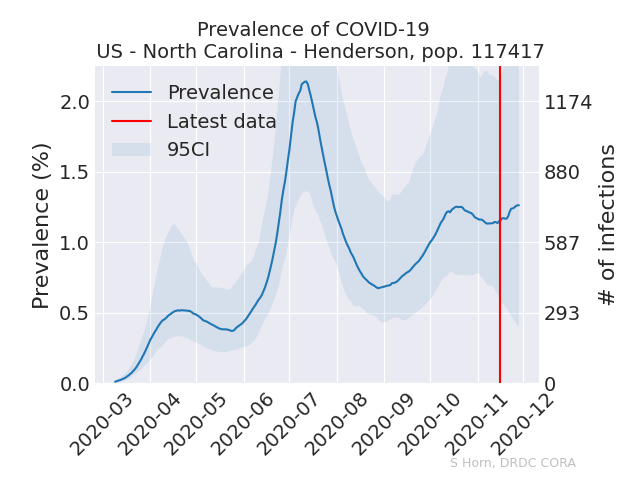 Prevalence of COVID-19
US - North Carolina - Henderson, pop. 117417
Prevalence
Latest data
95CI
Prevalence (%)
2.0
1.5
1.0
0.5
0.0
1174
880
587
293
0
# of infections
2020-03
2020-04
2020-05
2020-06
2020-07
2020-08
2020-09
2020-10
2020-11
2020-12
S Horn, DRDC CORA